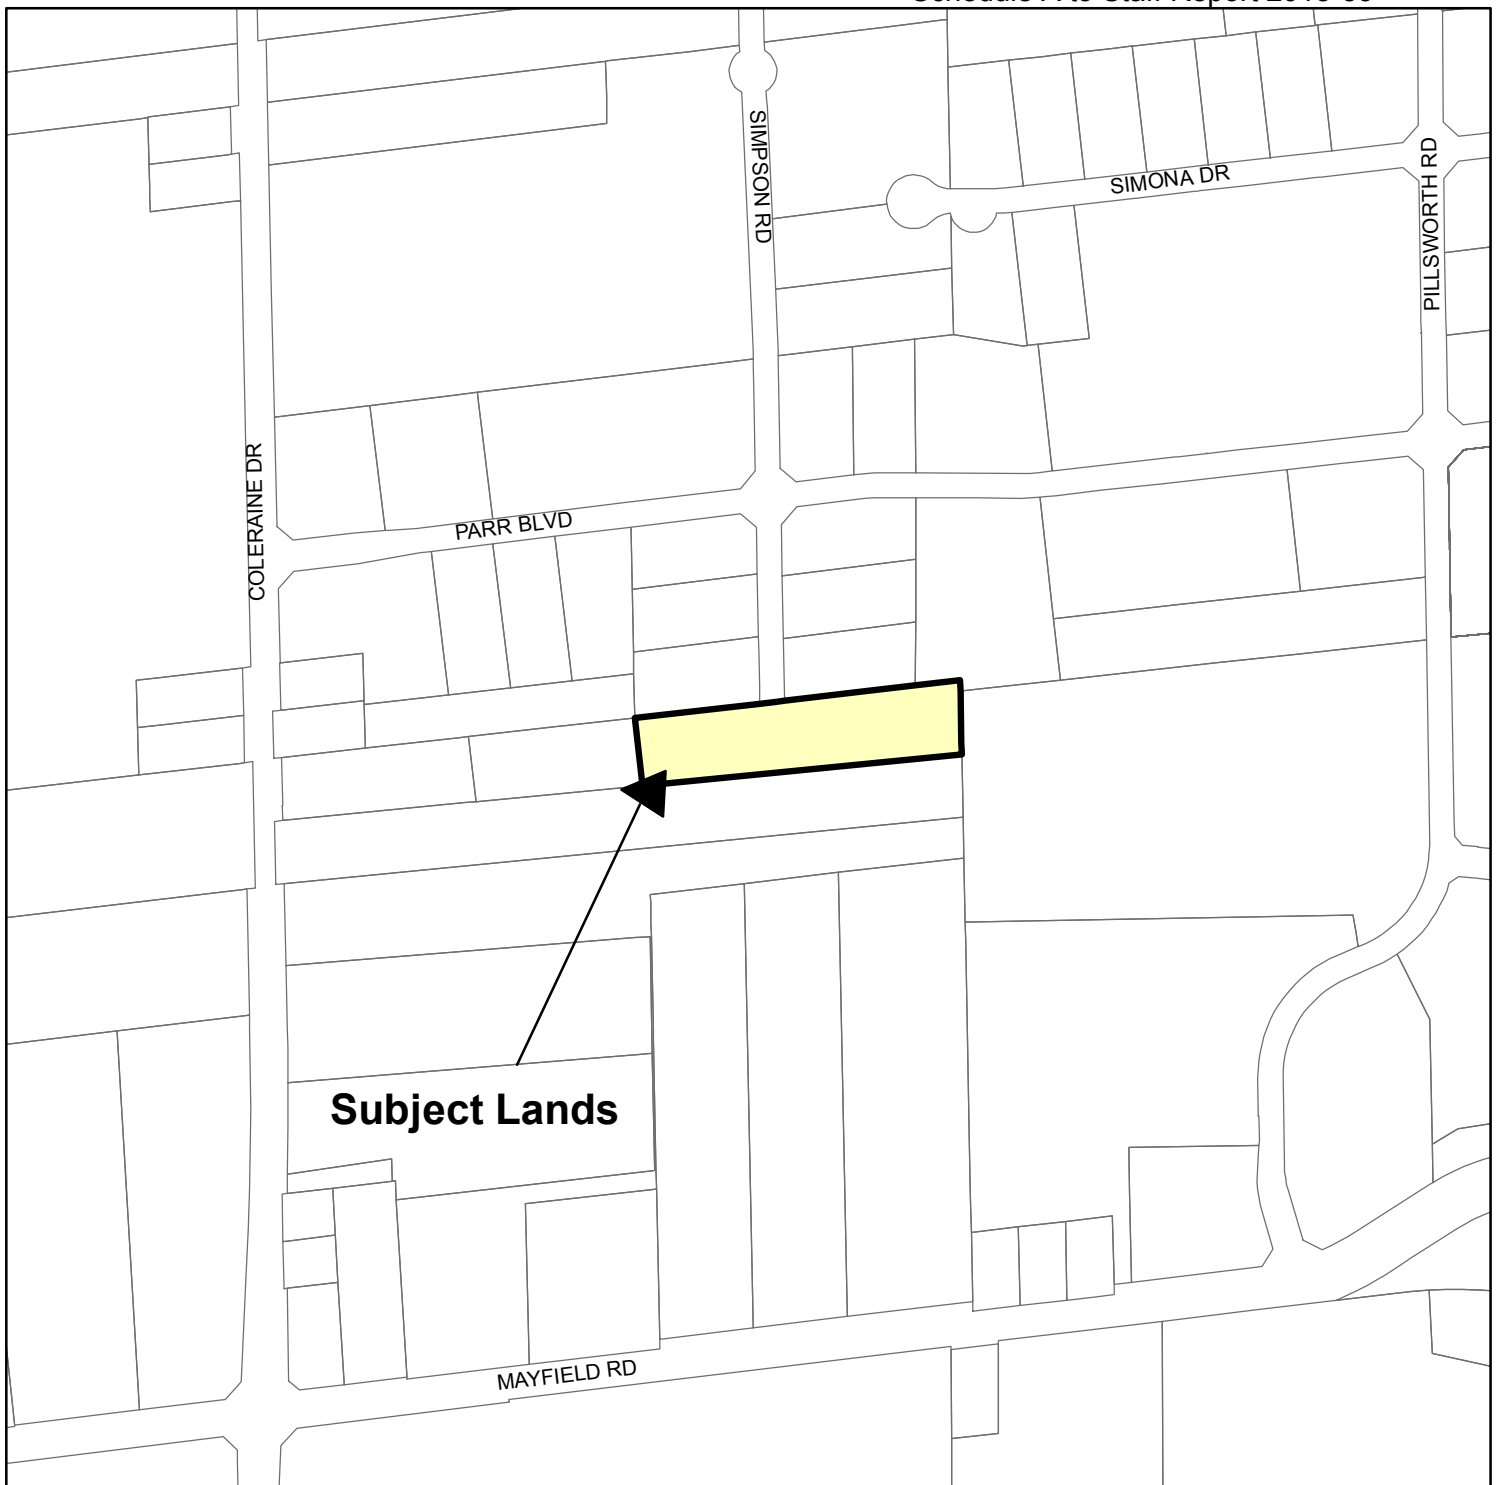 SIMPSON RD
SIMONA DR
PILLSWORTH RD
COLERAINE DR
PARR BLVD
Subject Lands
MAYFIELD RD